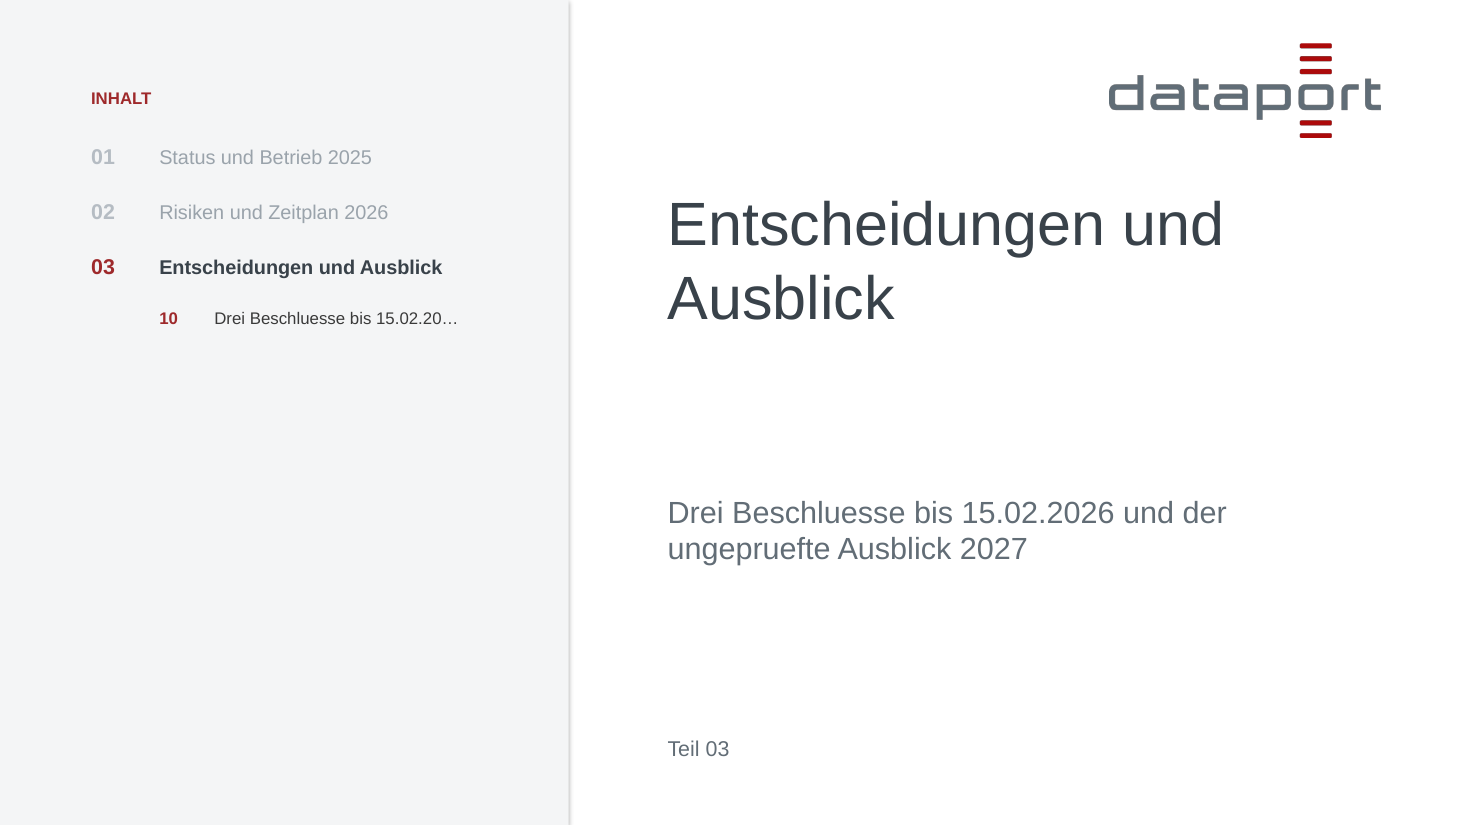 INHALT
01 Status und Betrieb 2025
02 Risiken und Zeitplan 2026
03 Entscheidungen und Ausblick
10 Drei Beschluesse bis 15.02.20…
dataport
Entscheidungen und
Ausblick
Drei Beschluesse bis 15.02.2026 und der
ungepruefte Ausblick 2027
Teil 03